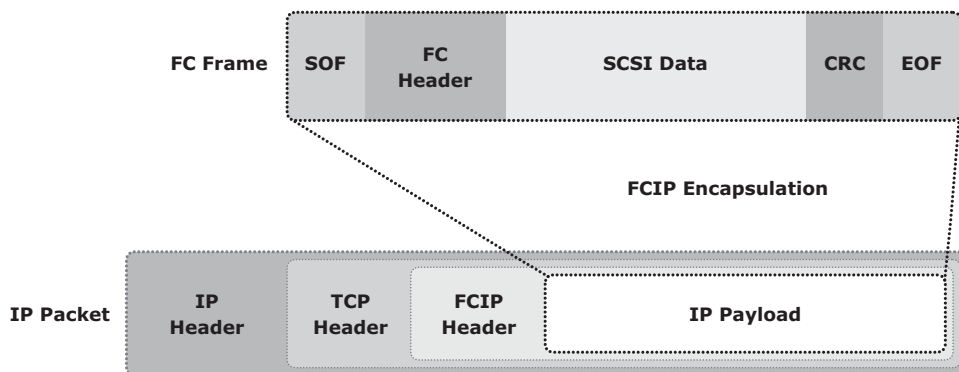 FC Frame SOF FC Header SCSI Data CRC EOF
FCIP Encapsulation
IP Packet IP Header TCP Header FCIP Header IP Payload